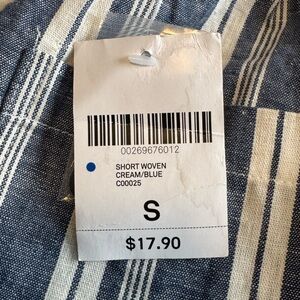 00269676012
SHORT WOVEN
CREAM/BLUE
C00025
S
$17.90